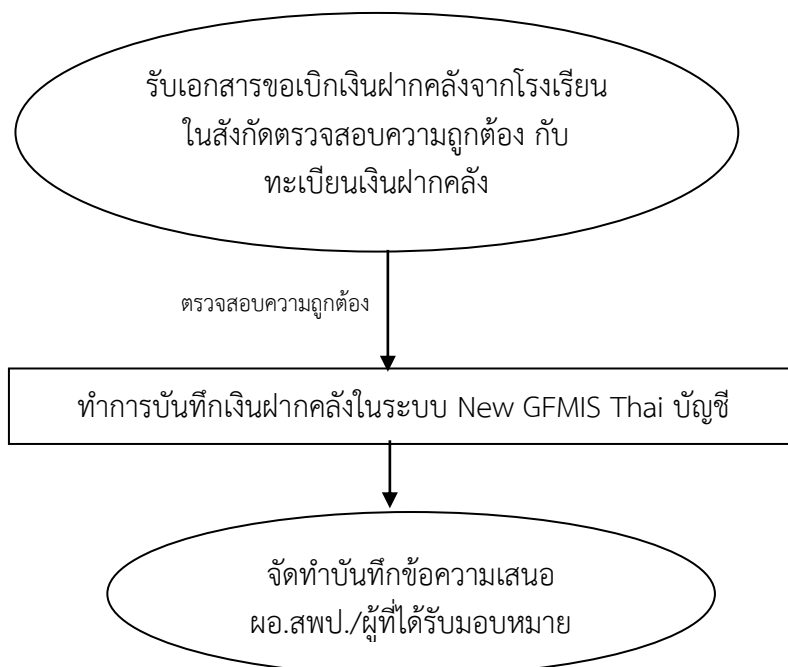 รับเอกสารขอเบิกเงินฝากคลังจากโรงเรียน
ในสังกัดตรวจสอบความถูกต้อง กับ
ทะเบียนเงินฝากคลัง
ตรวจสอบความถูกต้อง
ทำการบันทึกเงินฝากคลังในระบบ New GFMIS Thai บัญชี
จัดทำบันทึกข้อความเสนอ
ผอ.สพป./ผู้ที่ได้รับมอบหมาย